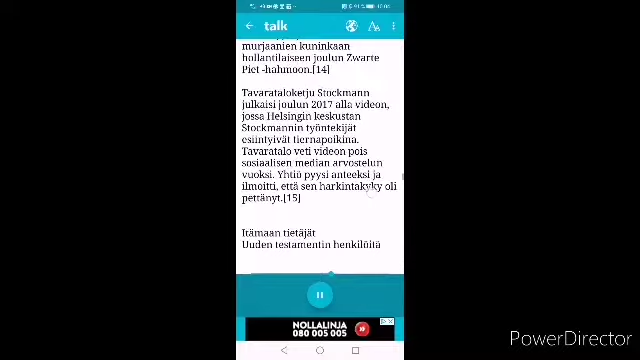 talk
murjaanien kuninkaan
hollantilaiseen joulun Zwarte
Piet -hahmoon.[14]
Tavarataloketju Stockmann
julkaisi joulun 2017 alla videon,
jossa Helsingin keskustan
Stockmannin työntekijät
esiintyivät tiernapoikina.
Tavaratalo veti videon pois
sosiaalisen median arvostelun
vuoksi. Yhtiö pyysi anteeksi ja
ilmoitti, että sen harkintakyky oli
pettänyt.[15]
Itämaan tietäjät
Uuden testamentin henkilöitä
NOLLALINJA
080 005 005
PowerDirector